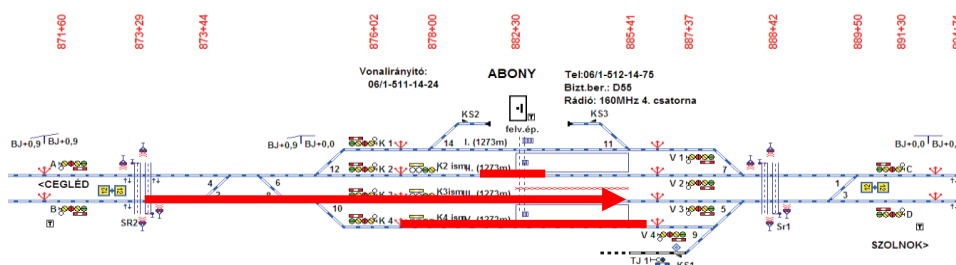 871+60
873+29
873+44
876+02
878+00
882+30
885+41
887+37
888+42
889+50
891+30
Vonalirányító:
06/1-511-14-24
ABONY
Tel:06/1-512-14-75
Bizt.ber.: D55
Rádió: 160MHz 4. csatorna
KS2
KS3
felv.ép.
T
BJ+0,9
BJ+0,9
BJ+0,9
BJ+0,0
BJ+0,0
BJ+0,0
K 1
14
I. (1273m)
11
V 1
A
12
K 2
K2 ism
(1273m)
7
C
<CEGLÉD
4
6
V 2
1
2
K3ism
3
B
10
K 4
K4 ism
(1272m)
V 3
5
D
T
SR2
V 4
9
Sr1
T
SZOLNOK>
TJ 1
KS1